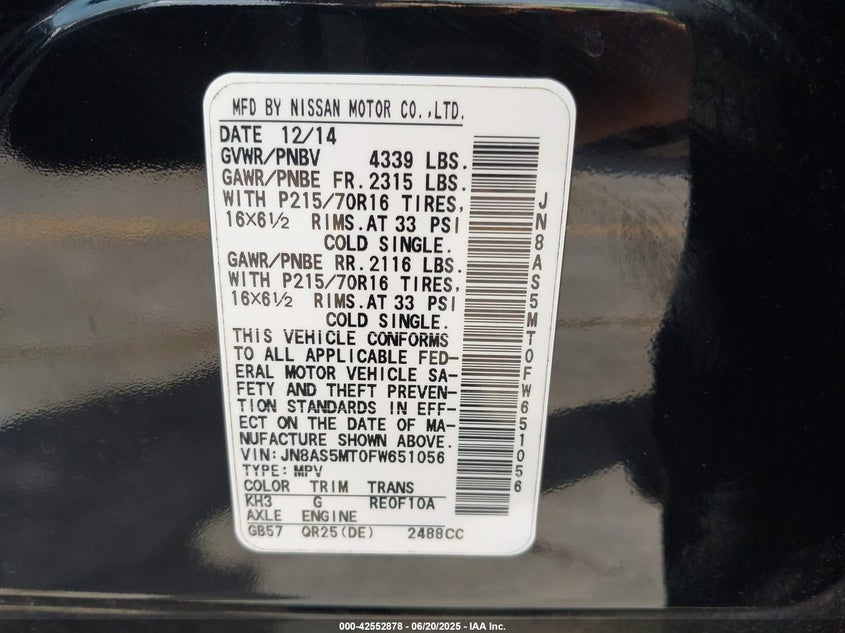 MFD BY NISSAN MOTOR CO.,LTD.
DATE 12/14
GVWR/PNBV 4339 LBS.
GAWR/PNBE FR. 2315 LBS.
WITH P215/70R16 TIRES,
16X6½ RIMS.AT 33 PSI
COLD SINGLE.
GAWR/PNBE RR. 2116 LBS.
WITH P215/70R16 TIRES,
16X6½ RIMS.AT 33 PSI
COLD SINGLE.
THIS VEHICLE CONFORMS
TO ALL APPLICABLE FED-
ERAL MOTOR VEHICLE SA-
FETY AND THEFT PREVEN-
TION STANDARDS IN EFF-
ECT ON THE DATE OF MA-
NUFACTURE SHOWN ABOVE.
VIN: JN8AS5MT0FW651056
TYPE: MPV
COLOR TRIM TRANS
KH3 G RE0F10A
AXLE ENGINE
GB57 QR25(DE) 2488CC
JN8AS5MT0FW651056
000-42552878 - 06/20/2025 - IAA Inc.